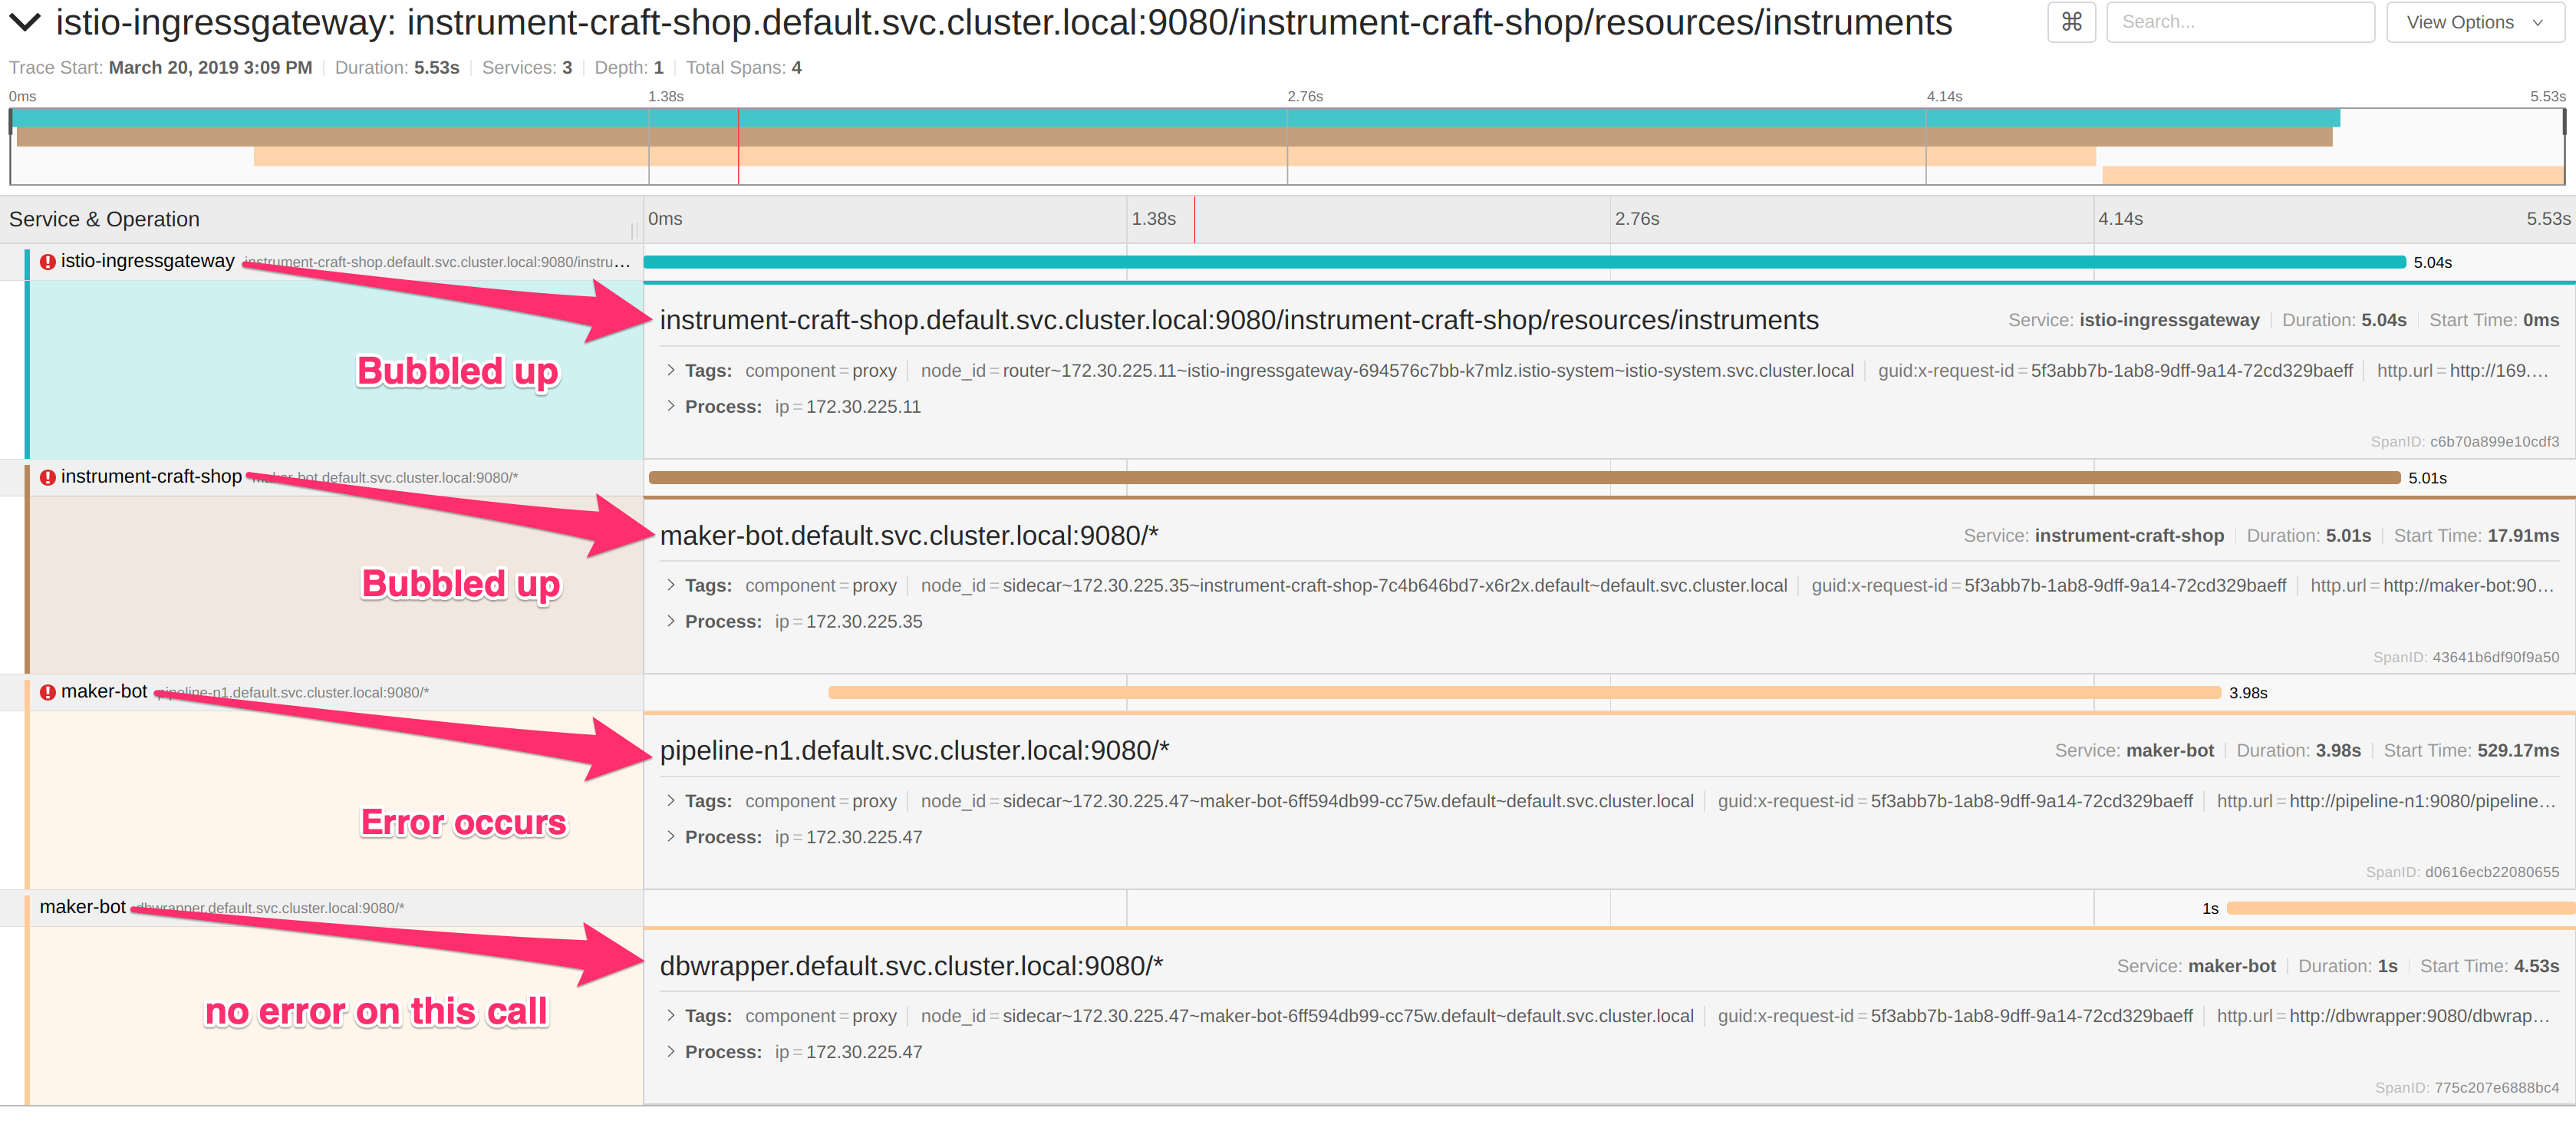 istio-ingressgateway: instrument-craft-shop.default.svc.cluster.local:9080/instrument-craft-shop/resources/instruments
⌘ Search... View Options
Trace Start: March 20, 2019 3:09 PM Duration: 5.53s Services: 3 Depth: 1 Total Spans: 4
0ms 1.38s 2.76s 4.14s 5.53s
Service & Operation 0ms 1.38s 2.76s 4.14s 5.53s
istio-ingressgateway instrument-craft-shop.default.svc.cluster.local:9080/instru... 5.04s
instrument-craft-shop.default.svc.cluster.local:9080/instrument-craft-shop/resources/instruments Service: istio-ingressgateway Duration: 5.04s Start Time: 0ms
Bubbled up
Tags: component = proxy node_id = router~172.30.225.11~istio-ingressgateway-694576c7bb-k7mlz.istio-system~istio-system.svc.cluster.local guid:x-request-id = 5f3abb7b-1ab8-9dff-9a14-72cd329baeff http.url = http://169....
Process: ip = 172.30.225.11
SpanID: c6b70a899e10cdf3
instrument-craft-shop maker-bot.default.svc.cluster.local:9080/* 5.01s
maker-bot.default.svc.cluster.local:9080/* Service: instrument-craft-shop Duration: 5.01s Start Time: 17.91ms
Bubbled up
Tags: component = proxy node_id = sidecar~172.30.225.35~instrument-craft-shop-7c4b646bd7-x6r2x.default~default.svc.cluster.local guid:x-request-id = 5f3abb7b-1ab8-9dff-9a14-72cd329baeff http.url = http://maker-bot:90...
Process: ip = 172.30.225.35
SpanID: 43641b6df90f9a50
maker-bot pipeline-n1.default.svc.cluster.local:9080/* 3.98s
pipeline-n1.default.svc.cluster.local:9080/* Service: maker-bot Duration: 3.98s Start Time: 529.17ms
Error occurs
Tags: component = proxy node_id = sidecar~172.30.225.47~maker-bot-6ff594db99-cc75w.default~default.svc.cluster.local guid:x-request-id = 5f3abb7b-1ab8-9dff-9a14-72cd329baeff http.url = http://pipeline-n1:9080/pipeline...
Process: ip = 172.30.225.47
SpanID: d0616ecb22080655
maker-bot dbwrapper.default.svc.cluster.local:9080/* 1s
dbwrapper.default.svc.cluster.local:9080/* Service: maker-bot Duration: 1s Start Time: 4.53s
no error on this call
Tags: component = proxy node_id = sidecar~172.30.225.47~maker-bot-6ff594db99-cc75w.default~default.svc.cluster.local guid:x-request-id = 5f3abb7b-1ab8-9dff-9a14-72cd329baeff http.url = http://dbwrapper:9080/dbwrap...
Process: ip = 172.30.225.47
SpanID: 775c207e6888bc4